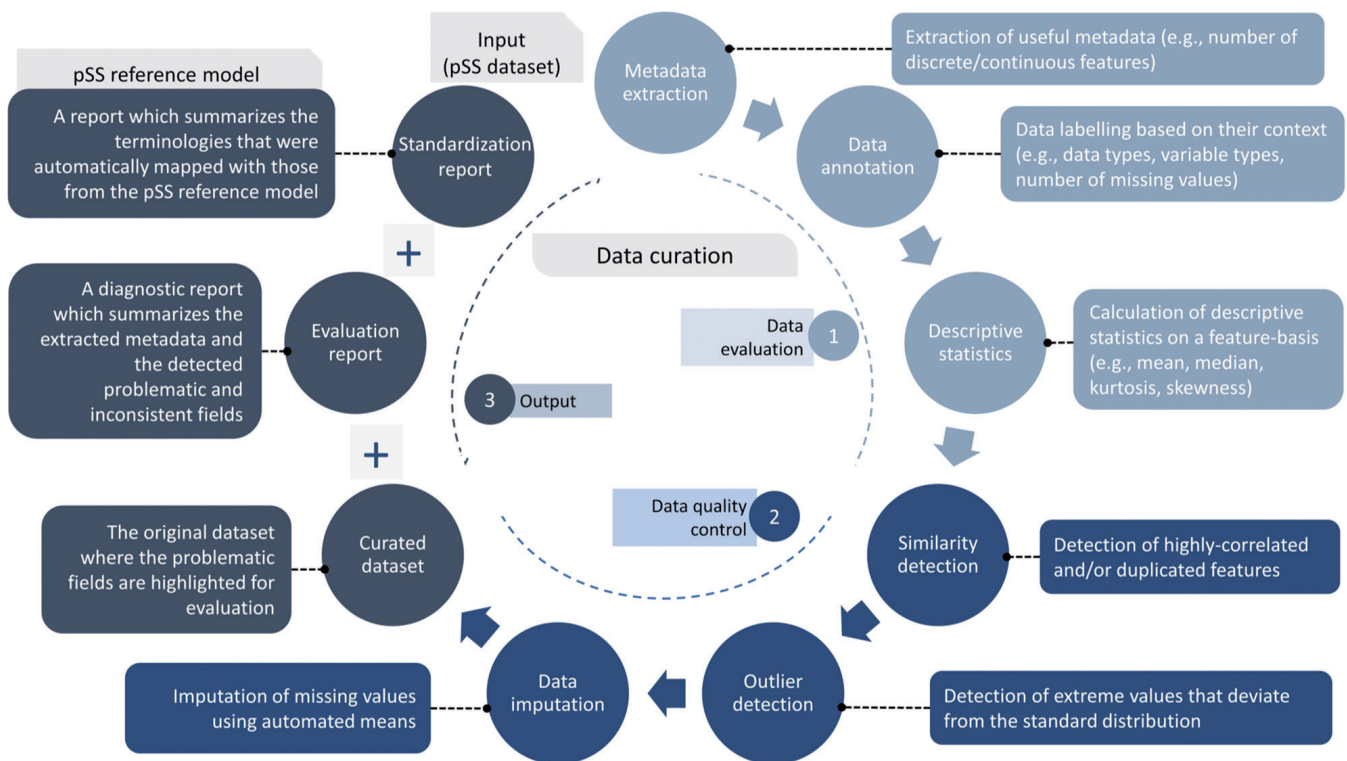 Input
(pSS dataset)
pSS reference model
Metadata
extraction
Extraction of useful metadata (e.g., number of
discrete/continuous features)
Data
annotation
Data labelling based on their context
(e.g., data types, variable types,
number of missing values)
Descriptive
statistics
Calculation of descriptive
statistics on a feature-basis
(e.g., mean, median,
kurtosis, skewness)
Similarity
detection
Detection of highly-correlated
and/or duplicated features
Outlier
detection
Detection of extreme values that deviate
from the standard distribution
Data
imputation
Imputation of missing values
using automated means
Curated
dataset
The original dataset
where the problematic
fields are highlighted for
evaluation
+
Evaluation
report
A diagnostic report
which summarizes the
extracted metadata and
the detected
problematic and
inconsistent fields
+
Standardization
report
A report which summarizes the
terminologies that were
automatically mapped with those
from the pSS reference model
Data curation
Data
evaluation
1
Data quality
control
2
3
Output